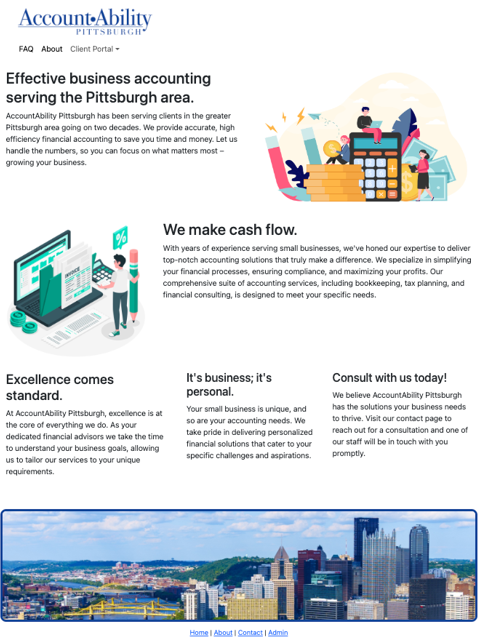 Account•Ability
PITTSBURGH
FAQ About Client Portal
Effective business accounting
serving the Pittsburgh area.
AccountAbility Pittsburgh has been serving clients in the greater
Pittsburgh area going on two decades. We provide accurate, high
efficiency financial accounting to save you time and money. Let us
handle the numbers, so you can focus on what matters most –
growing your business.
We make cash flow.
With years of experience serving small businesses, we've honed our expertise to deliver
top-notch accounting solutions that truly make a difference. We specialize in simplifying
your financial processes, ensuring compliance, and maximizing your profits. Our
comprehensive suite of accounting services, including bookkeeping, tax planning, and
financial consulting, is designed to meet your specific needs.
%
INVOICE
Excellence comes
standard.
At AccountAbility Pittsburgh, excellence is at
the core of everything we do. As your
dedicated financial advisors we take the time
to understand your business goals, allowing
us to tailor our services to your unique
requirements.
It's business; it's
personal.
Your small business is unique, and
so are your accounting needs. We
take pride in delivering personalized
financial solutions that cater to your
specific challenges and aspirations.
Consult with us today!
We believe AccountAbility Pittsburgh
has the solutions your business needs
to thrive. Visit our contact page to
reach out for a consultation and one of
our staff will be in touch with you
promptly.
Home | About | Contact | Admin